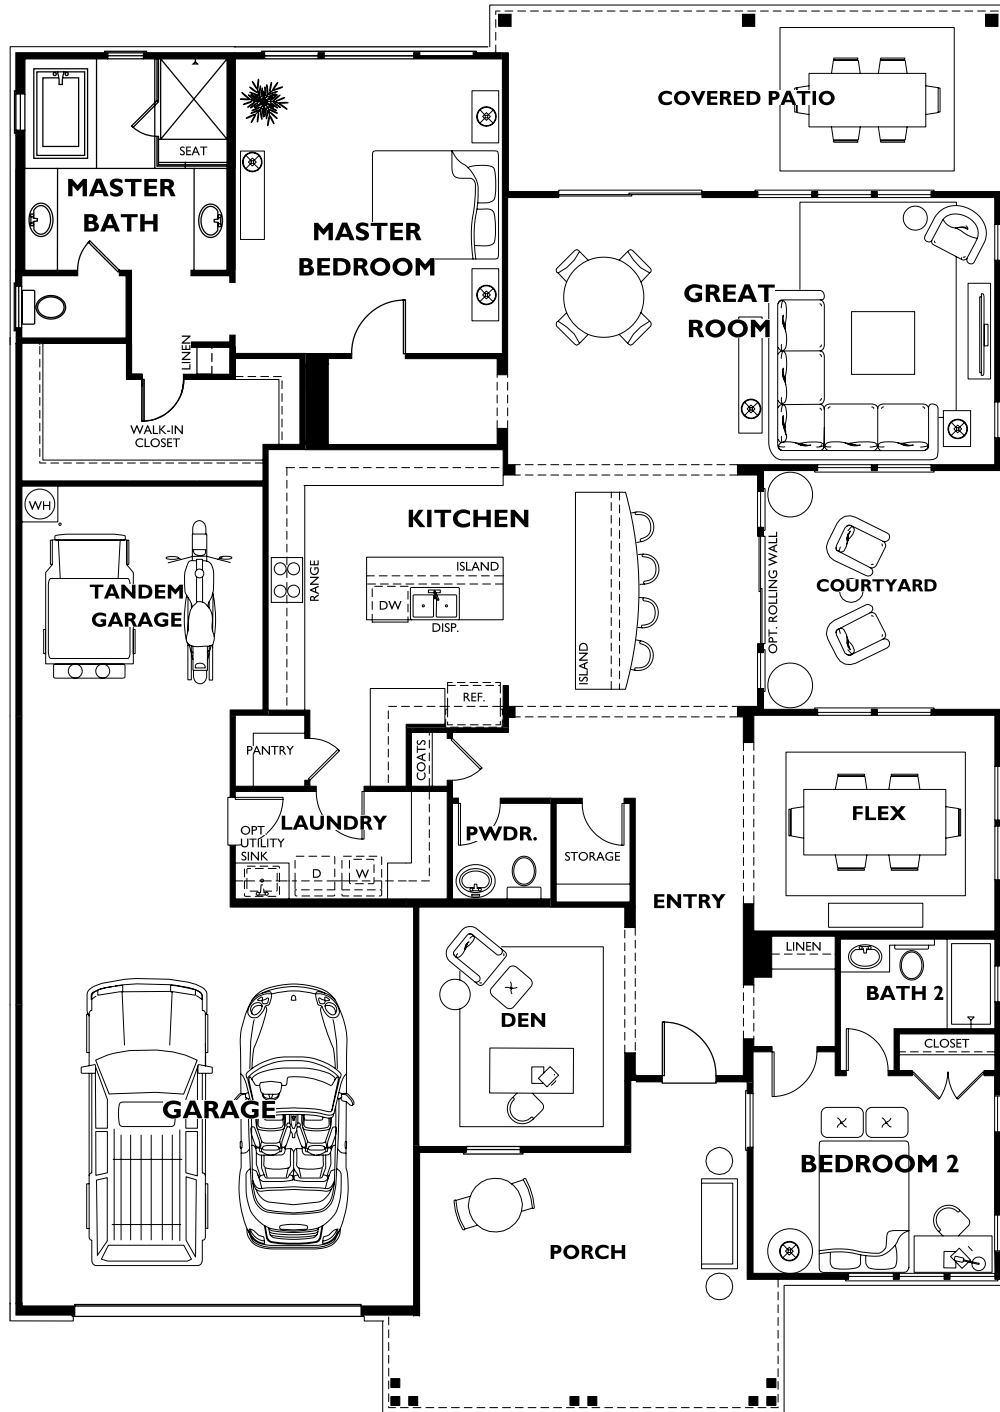 COVERED PATIO
SEAT
MASTER
BATH
MASTER
BEDROOM
GREAT
ROOM
LINEN
WALK-IN
CLOSET
WH
KITCHEN
TANDEM
GARAGE
RANGE
ISLAND
DW
DISP.
ISLAND
OPT. ROLLING WALL
COURTYARD
REF.
PANTRY
COATS
LAUNDRY
OPT.
UTILITY
SINK
D
W
PWDR.
STORAGE
FLEX
ENTRY
LINEN
BATH 2
DEN
CLOSET
GARAGE
BEDROOM 2
PORCH